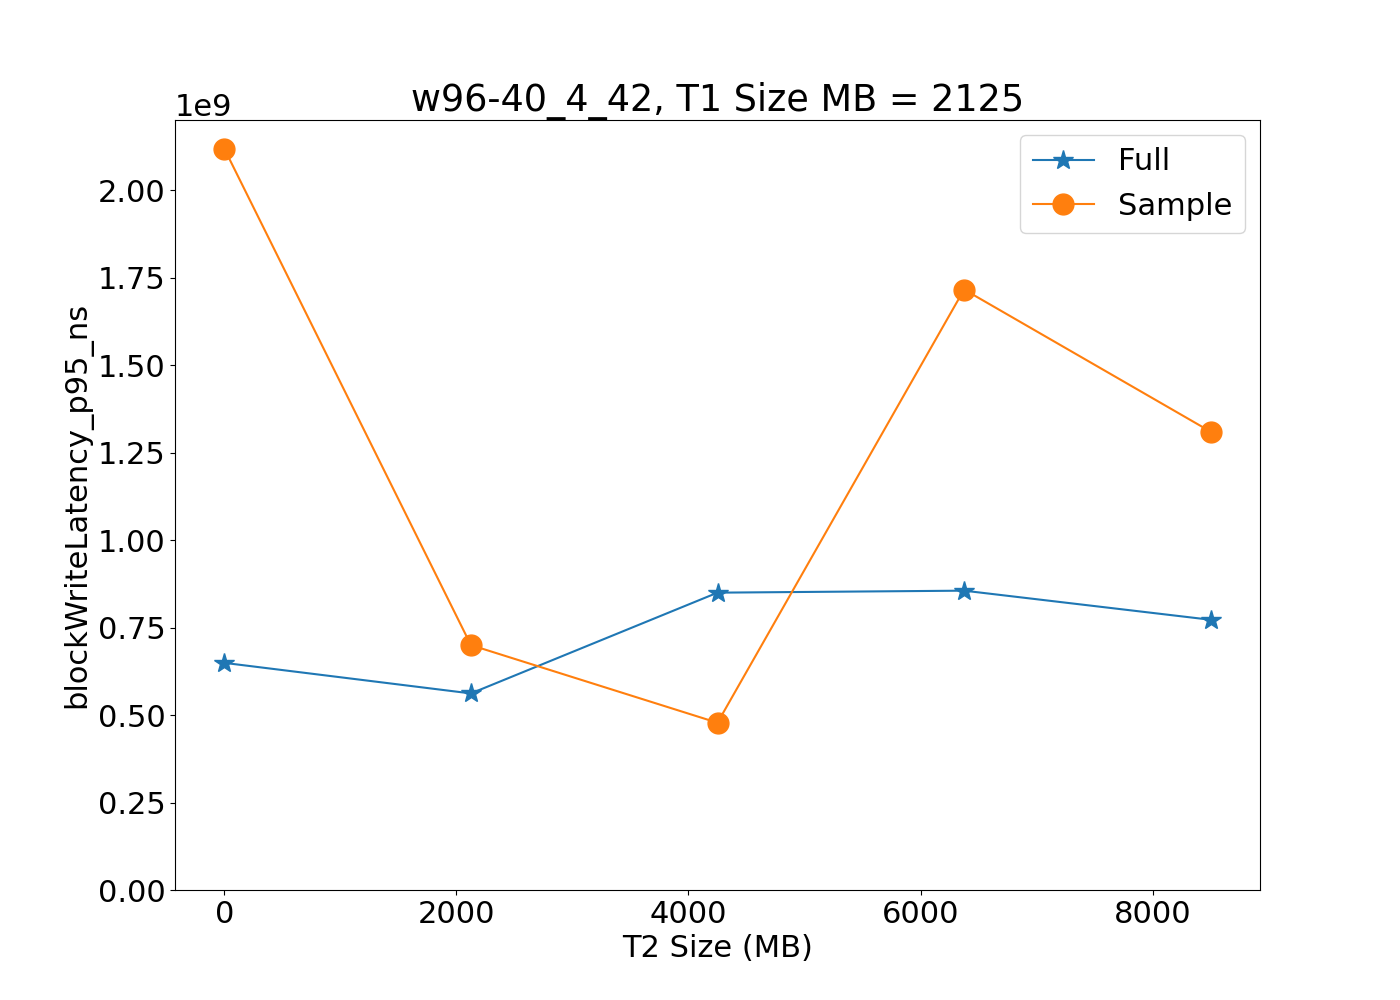 w96-40_4_42, T1 Size MB = 2125
1e9
Full
Sample
2.00
1.75
1.50
1.25
1.00
0.75
0.50
0.25
0.00
blockWriteLatency_p95_ns
0 2000 4000 6000 8000
T2 Size (MB)